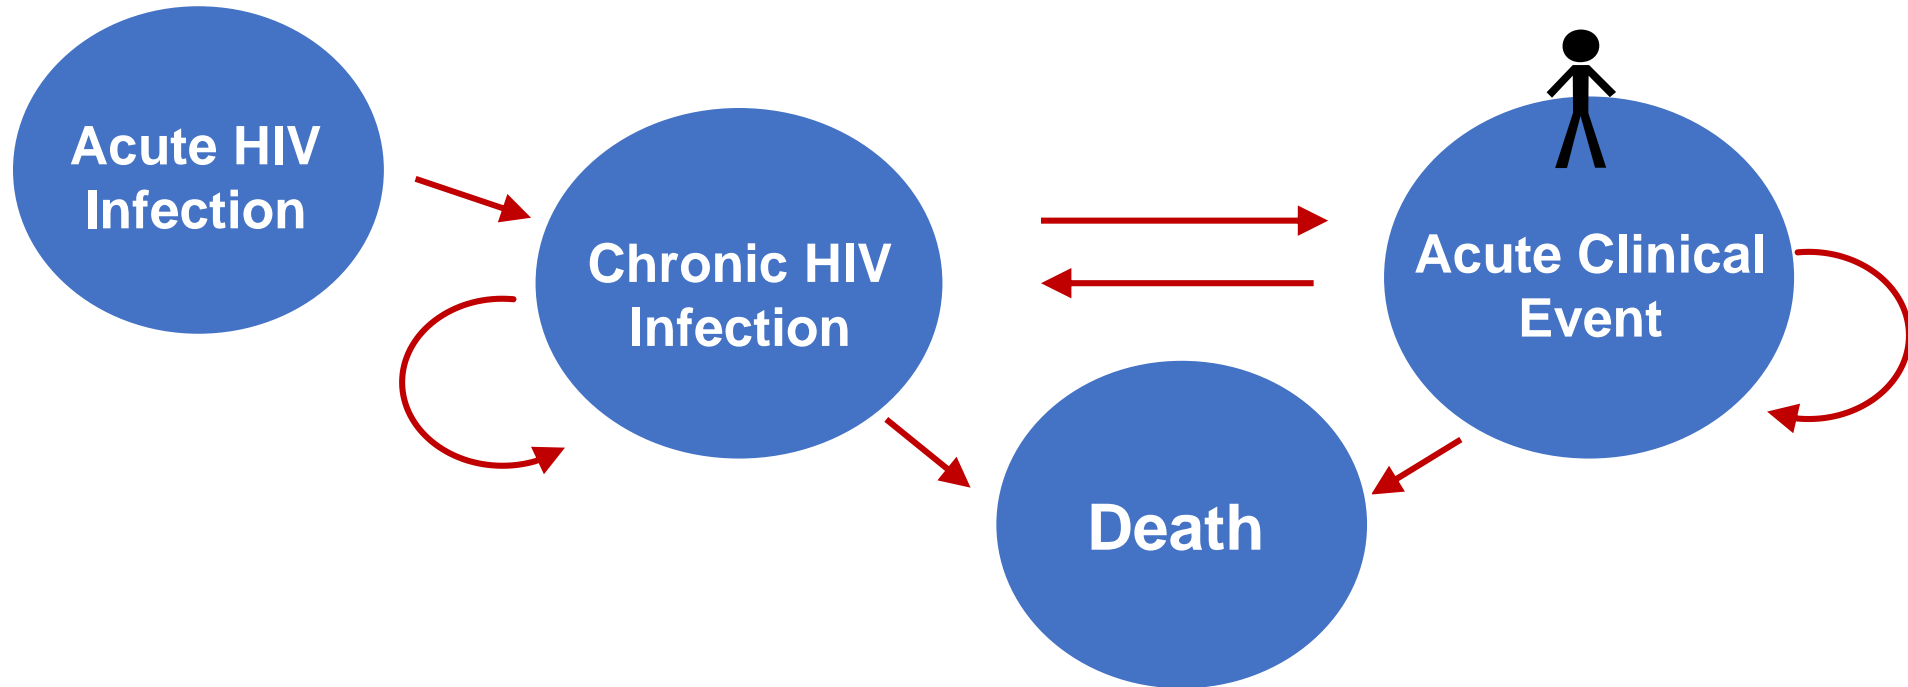 Acute HIV
Infection
Chronic HIV
Infection
Acute Clinical
Event
Death